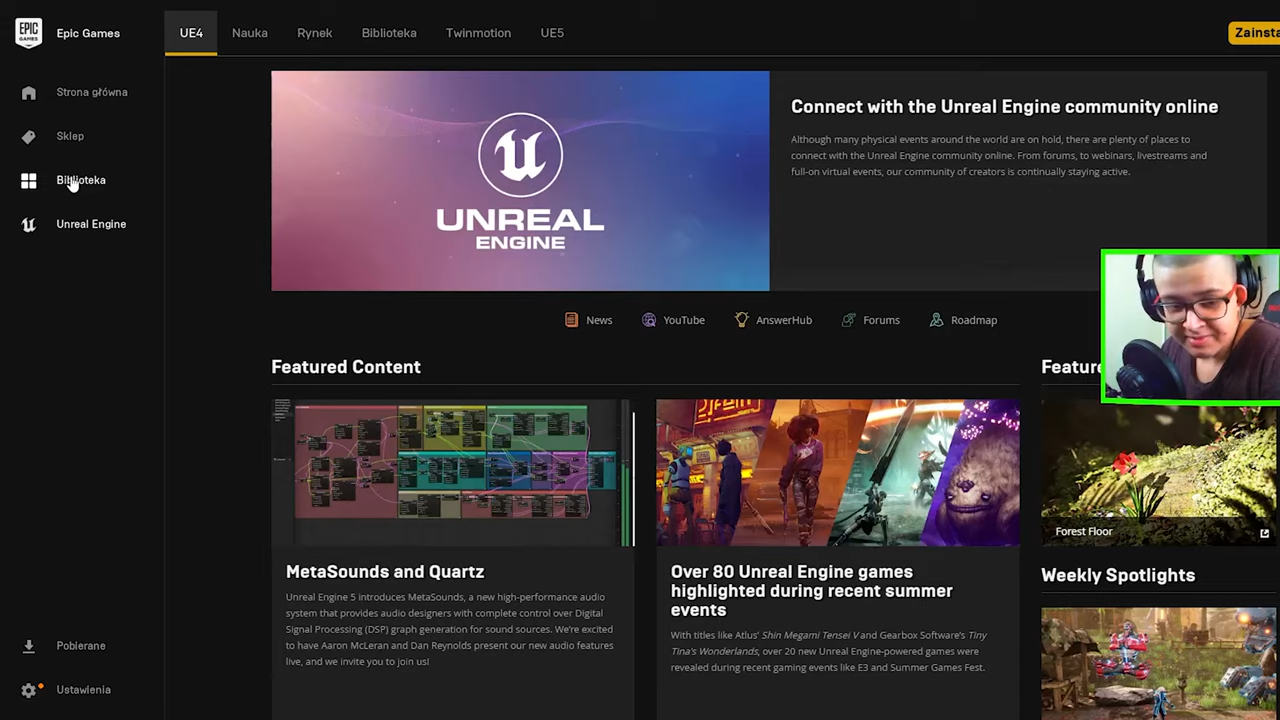 EPIC
GAMES
Epic Games
UE4
Nauka
Rynek
Biblioteka
Twinmotion
UE5
Strona główna
Sklep
Biblioteka
Unreal Engine
UNREAL
ENGINE
Connect with the Unreal Engine community online
Although many physical events around the world are on hold, there are plenty of places to
connect with the Unreal Engine community online. From forums, to webinars, livestreams and
full-on virtual events, our community of creators is continually staying active.
News
YouTube
AnswerHub
Forums
Roadmap
Featured Content
MetaSounds and Quartz
Unreal Engine 5 introduces MetaSounds, a new high-performance audio
system that provides audio designers with complete control over Digital
Signal Processing (DSP) graph generation for sound sources. We're excited
to have Aaron McLeran and Dan Reynolds present our new audio features
live, and we invite you to join us!
Over 80 Unreal Engine games
highlighted during recent summer
events
With titles like Atlus' Shin Megami Tensei V and Gearbox Software's Tiny
Tina's Wonderlands, over 20 new Unreal Engine-powered games were
revealed during recent gaming events like E3 and Summer Games Fest.
Forest Floor
Weekly Spotlights
Pobierane
Ustawienia